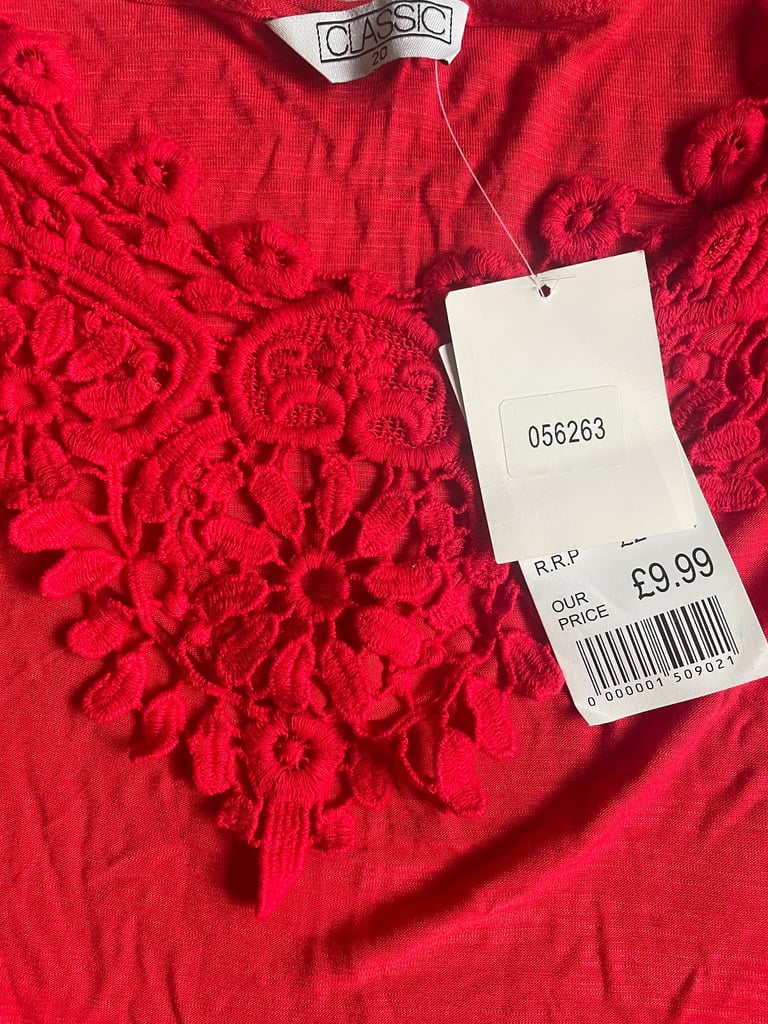 CLASSIC
20
056263
R.R.P
OUR
PRICE
£9.99
0 000001 509021